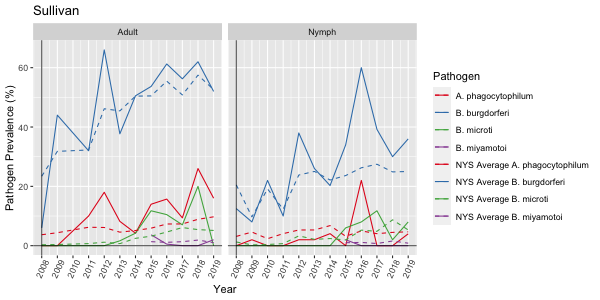 Sullivan
Adult
Nymph
Pathogen Prevalence (%)
60
40
20
0
2008 2009 2010 2011 2012 2013 2014 2015 2016 2017 2018 2019
2008 2009 2010 2011 2012 2013 2014 2015 2016 2017 2018 2019
Year
Pathogen
A. phagocytophilum
B. burgdorferi
B. microti
B. miyamotoi
NYS Average A. phagocytophilum
NYS Average B. burgdorferi
NYS Average B. microti
NYS Average B. miyamotoi